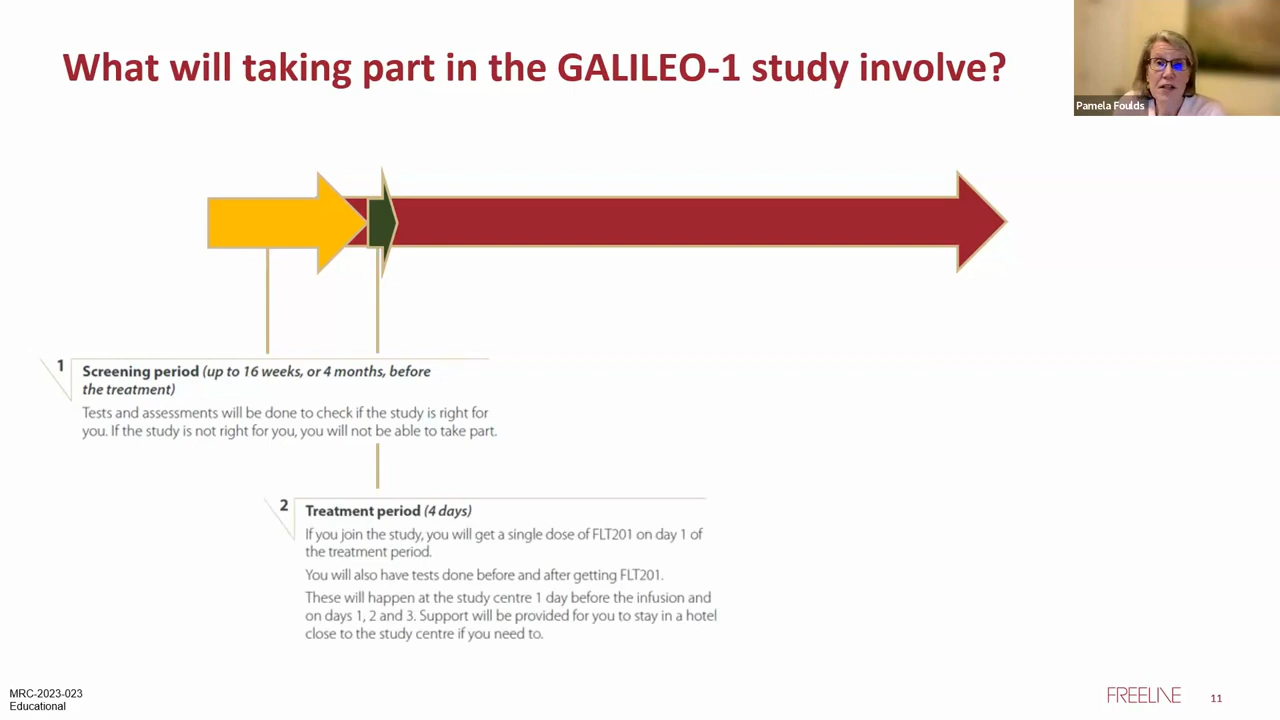 What will taking part in the GALILEO-1 study involve?
Pamela Foulds
1
Screening period (up to 16 weeks, or 4 months, before
the treatment)
Tests and assessments will be done to check if the study is right for
you. If the study is not right for you, you will not be able to take part.
2
Treatment period (4 days)
If you join the study, you will get a single dose of FLT201 on day 1 of
the treatment period.
You will also have tests done before and after getting FLT201.
These will happen at the study centre 1 day before the infusion and
on days 1, 2 and 3. Support will be provided for you to stay in a hotel
close to the study centre if you need to.
MRC-2023-023
Educational
FREELINE
11